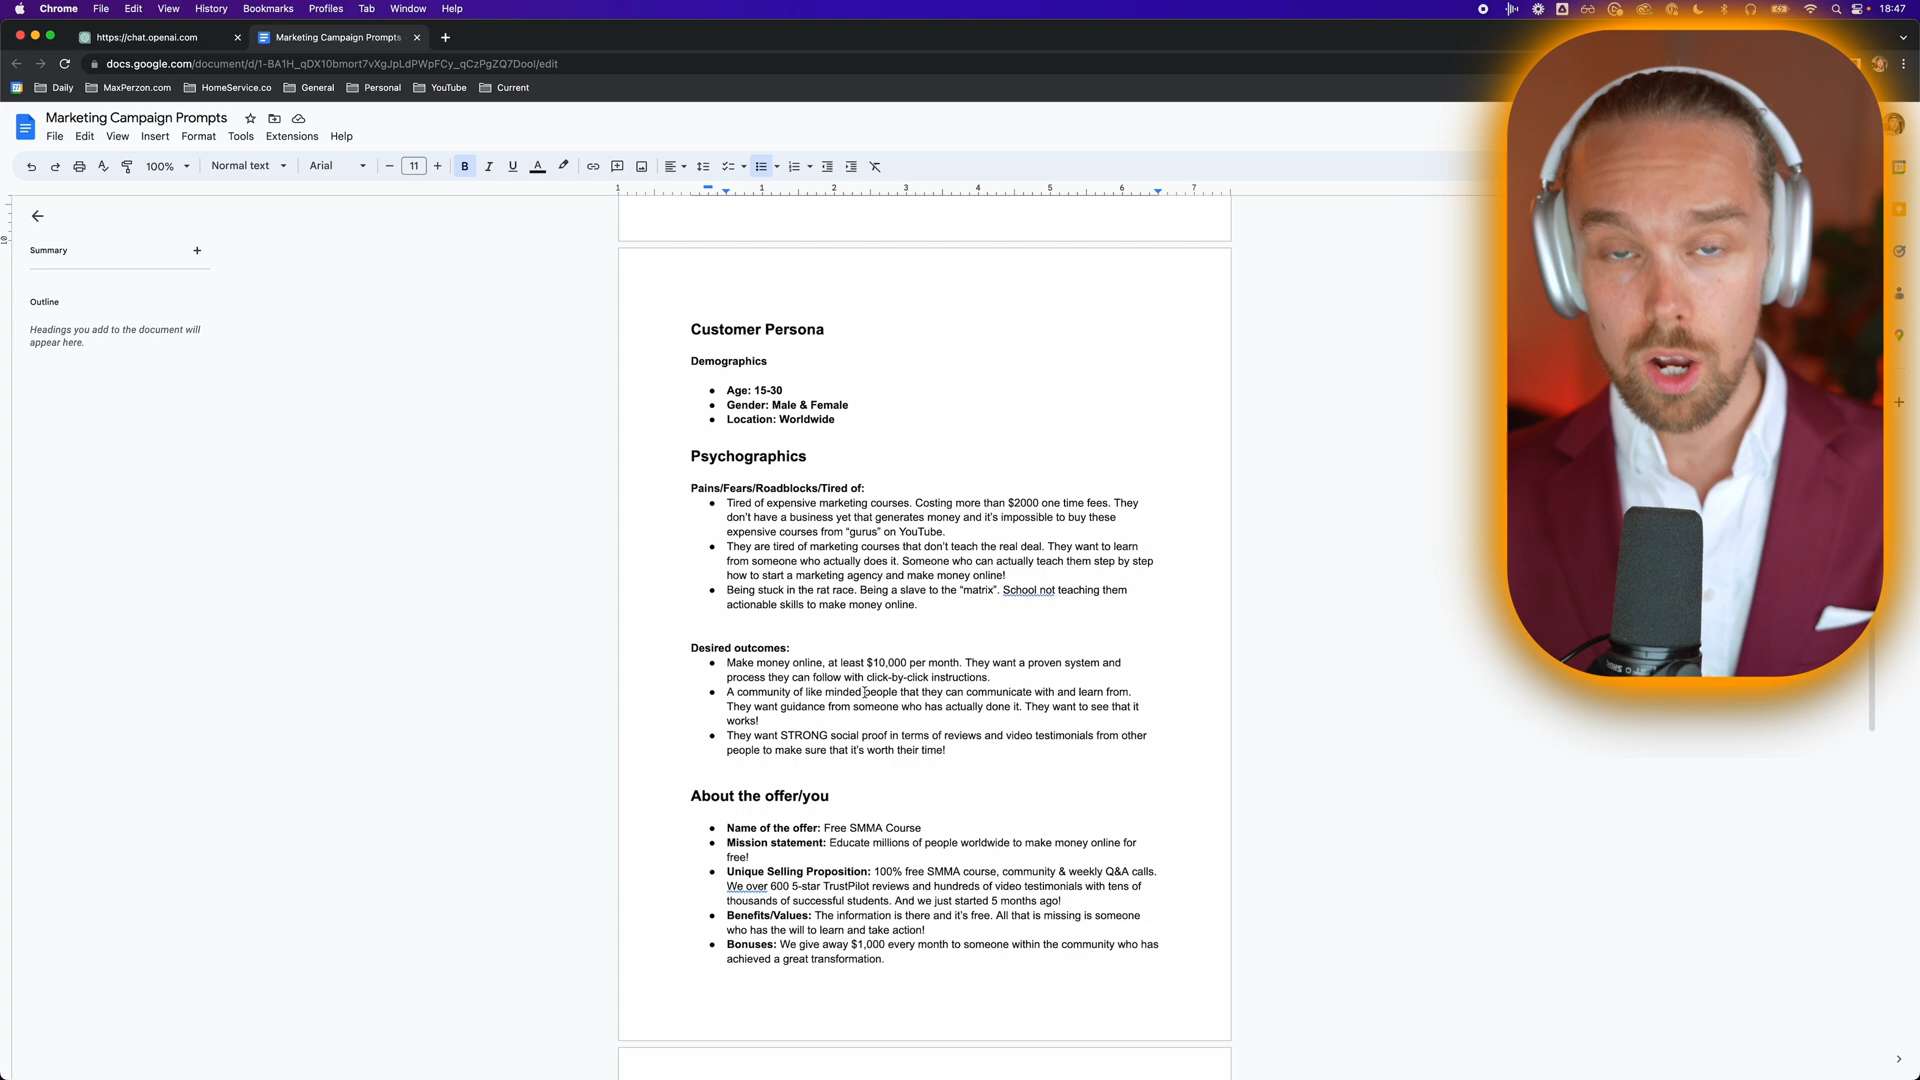 Chrome File Edit View History Bookmarks Profiles Tab Window Help 18:47
https://chat.openai.com Marketing Campaign Prompts
docs.google.com/document/d/1-BA1H_qDX10bmort7vXgJpLdPWpFCy_qCzPgZQ7DooI/edit
Daily MaxPerzon.com HomeService.co General Personal YouTube Current
Marketing Campaign Prompts
File Edit View Insert Format Tools Extensions Help
100% Normal text Arial 11 B I U A
1 1 2 3 4 5 6 7
Summary
Outline
Headings you add to the document will
appear here.
Customer Persona
Demographics
● Age: 15-30
● Gender: Male & Female
● Location: Worldwide
Psychographics
Pains/Fears/Roadblocks/Tired of:
● Tired of expensive marketing courses. Costing more than $2000 one time fees. They
don't have a business yet that generates money and it's impossible to buy these
expensive courses from “gurus” on YouTube.
● They are tired of marketing courses that don't teach the real deal. They want to learn
from someone who actually does it. Someone who can actually teach them step by step
how to start a marketing agency and make money online!
● Being stuck in the rat race. Being a slave to the “matrix”. School not teaching them
actionable skills to make money online.
Desired outcomes:
● Make money online, at least $10,000 per month. They want a proven system and
process they can follow with click-by-click instructions.
● A community of like minded people that they can communicate with and learn from.
They want guidance from someone who has actually done it. They want to see that it
works!
● They want STRONG social proof in terms of reviews and video testimonials from other
people to make sure that it's worth their time!
About the offer/you
● Name of the offer: Free SMMA Course
● Mission statement: Educate millions of people worldwide to make money online for
free!
● Unique Selling Proposition: 100% free SMMA course, community & weekly Q&A calls.
We over 600 5-star TrustPilot reviews and hundreds of video testimonials with tens of
thousands of successful students. And we just started 5 months ago!
● Benefits/Values: The information is there and it's free. All that is missing is someone
who has the will to learn and take action!
● Bonuses: We give away $1,000 every month to someone within the community who has
achieved a great transformation.